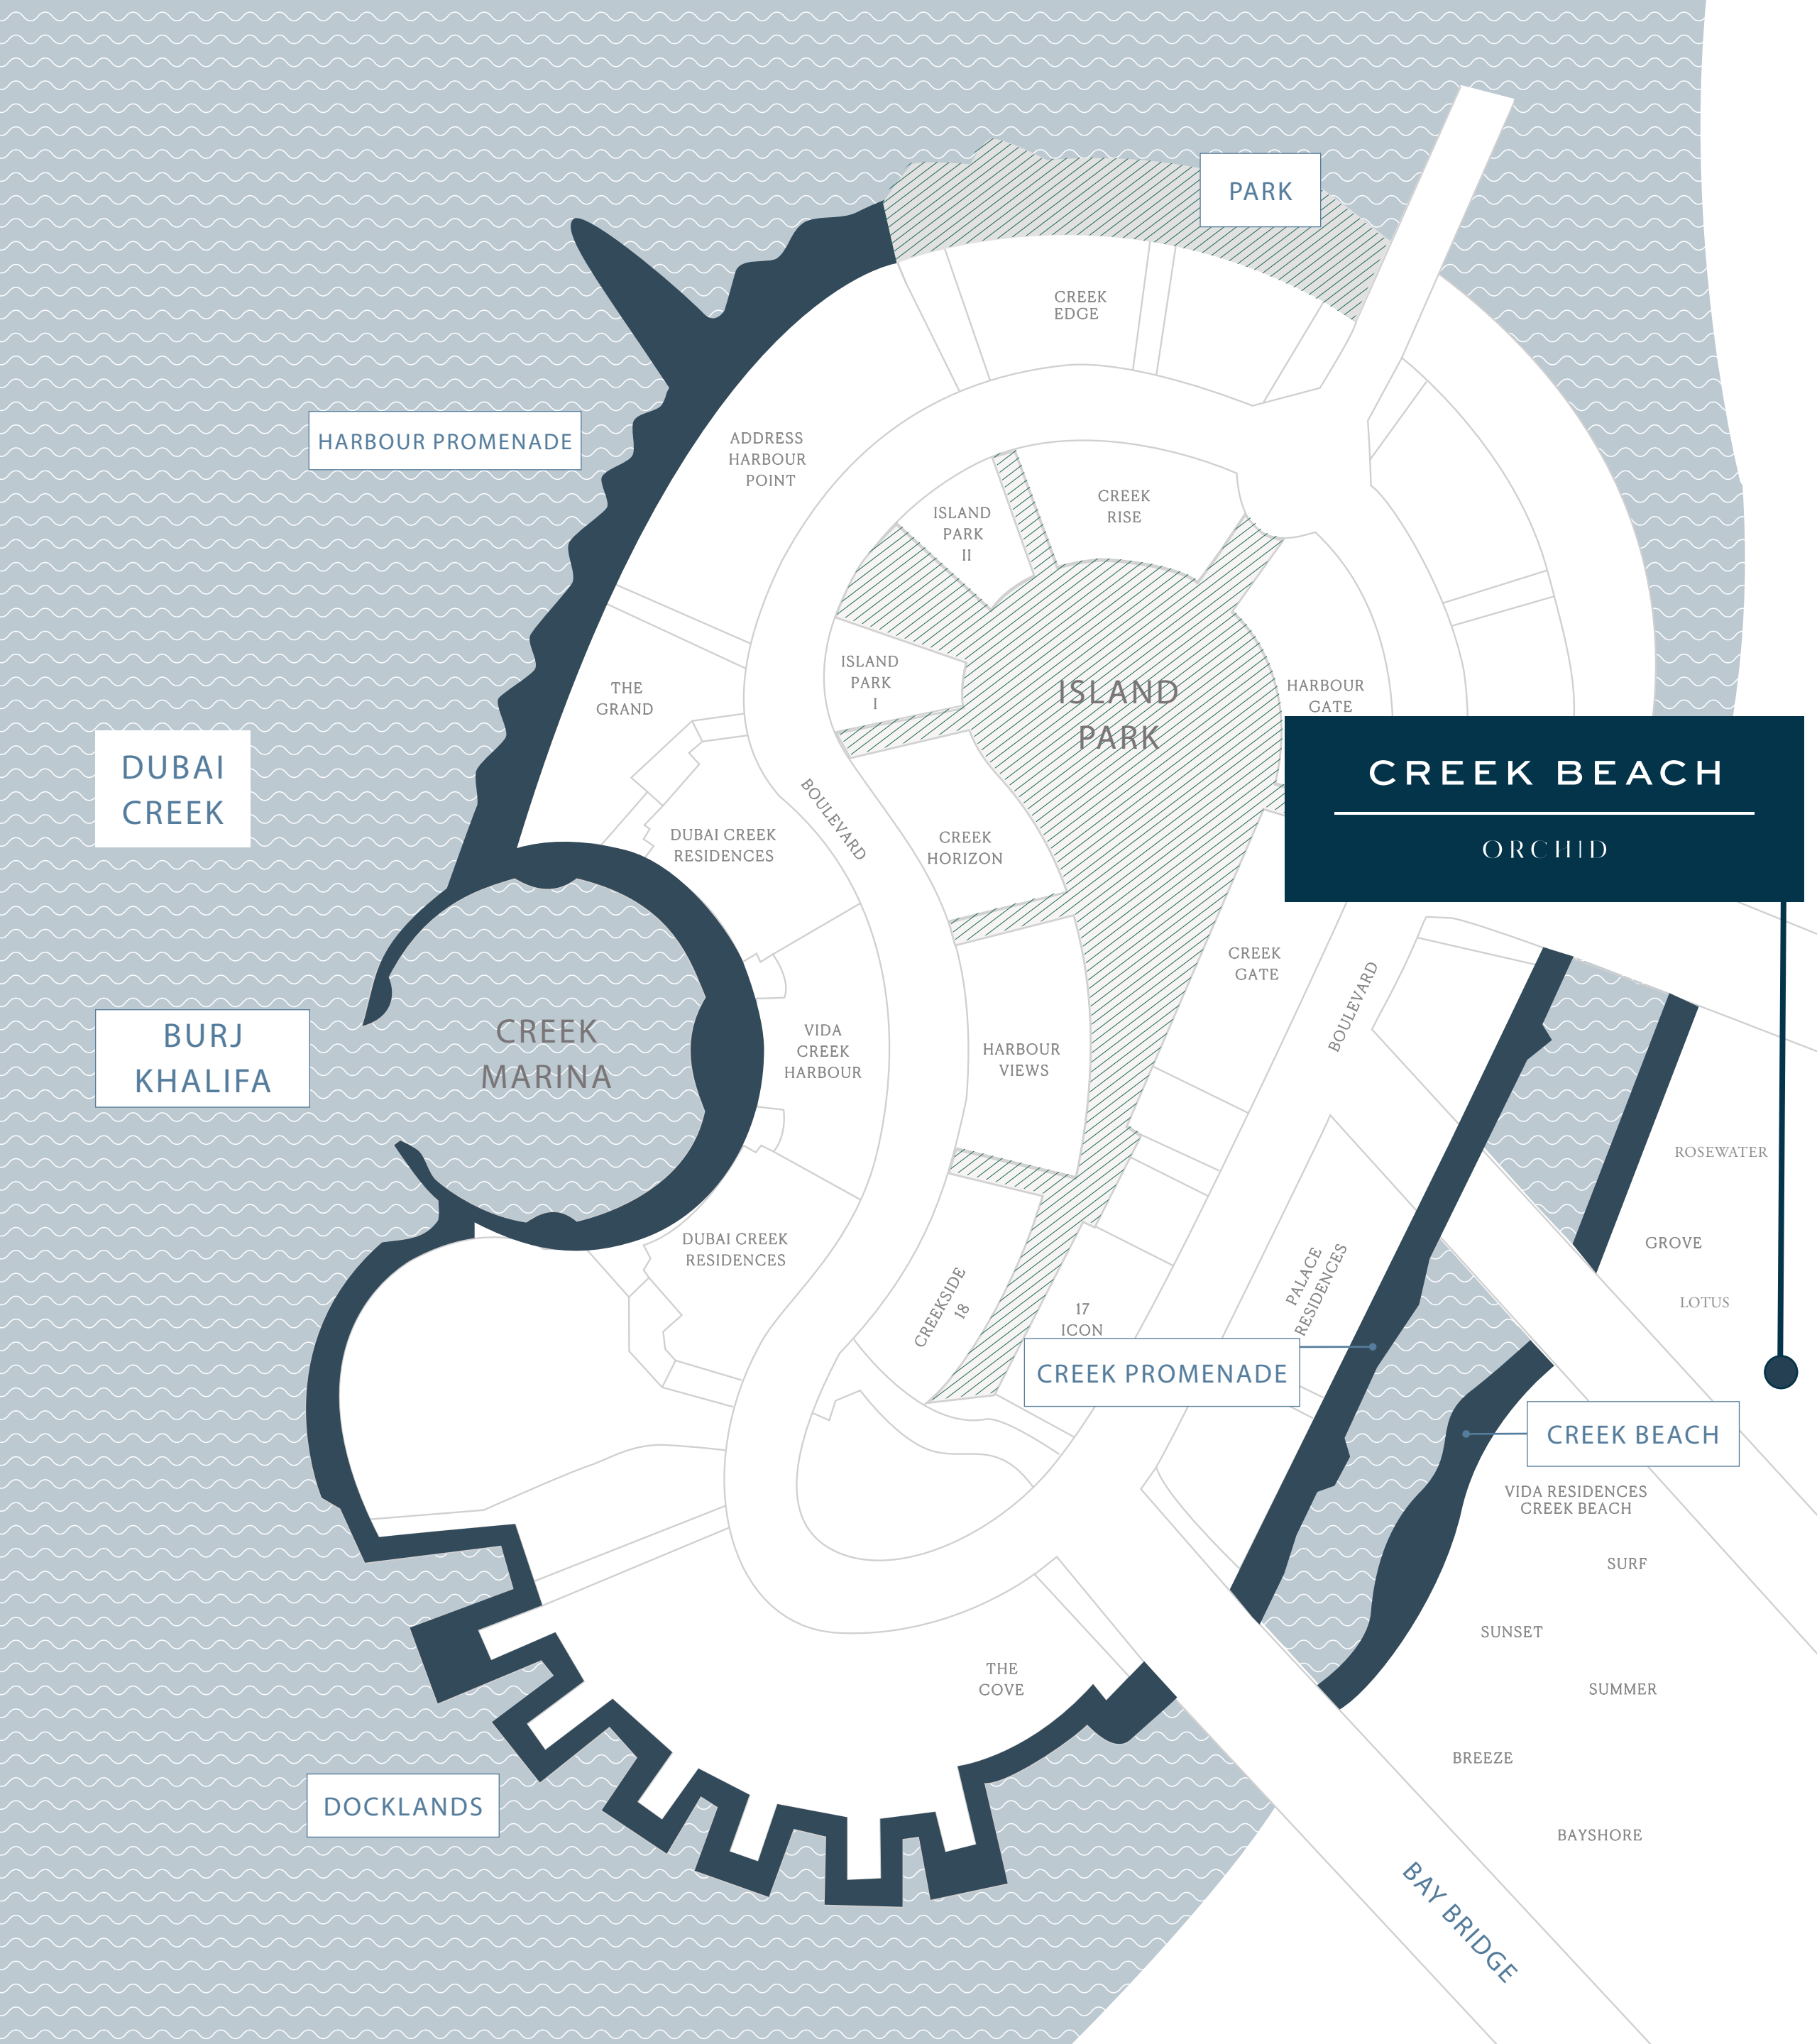 PARK
CREEK
EDGE
HARBOUR PROMENADE
ADDRESS
HARBOUR
POINT
CREEK
RISE
ISLAND
PARK
II
ISLAND
PARK
I
ISLAND
PARK
HARBOUR
GATE
THE
GRAND
DUBAI
CREEK
CREEK BEACH
ORCHID
BOULEVARD
DUBAI CREEK
RESIDENCES
CREEK
HORIZON
CREEK
GATE
BOULEVARD
BURJ
KHALIFA
CREEK
MARINA
VIDA
CREEK
HARBOUR
HARBOUR
VIEWS
ROSEWATER
DUBAI CREEK
RESIDENCES
GROVE
PALACE
RESIDENCES
CREEKSIDE
18
17
ICON
LOTUS
CREEK PROMENADE
CREEK BEACH
VIDA RESIDENCES
CREEK BEACH
SURF
SUNSET
THE
COVE
SUMMER
BREEZE
DOCKLANDS
BAYSHORE
BAY BRIDGE